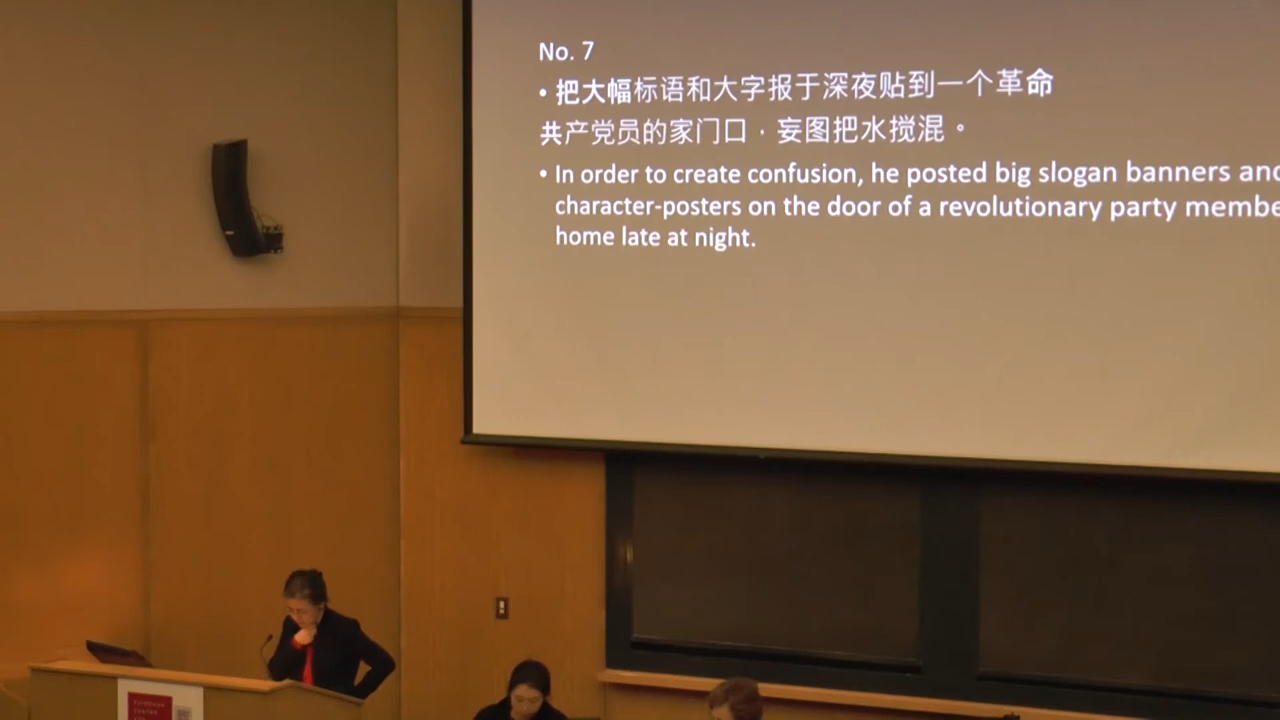 No. 7
• 把大幅标语和大字报于深夜贴到一个革命
共产党员的家门口，妄图把水搅混。
• In order to create confusion, he posted big slogan banners
character-posters on the door of a revolutionary party
home late at night.